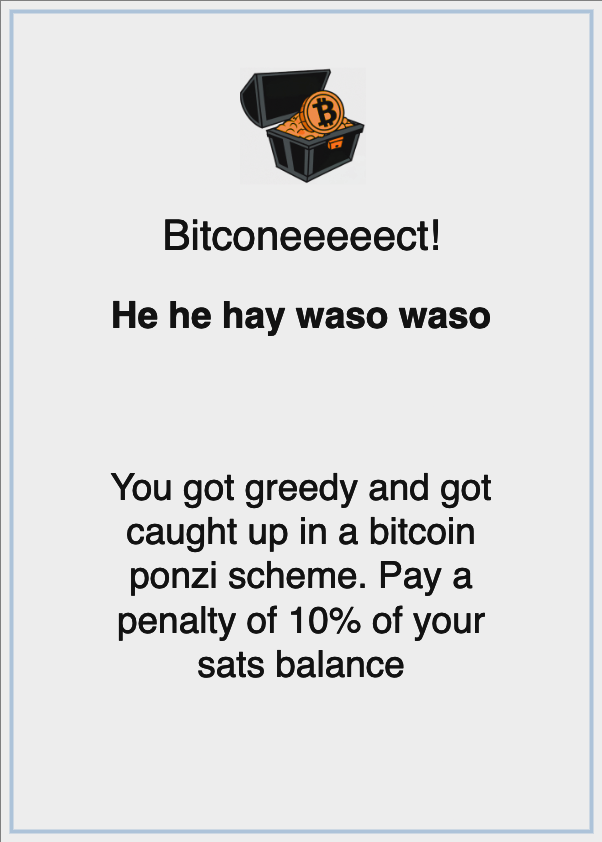 Bitconeeeeect!
He he hay waso waso
You got greedy and got
caught up in a bitcoin
ponzi scheme. Pay a
penalty of 10% of your
sats balance